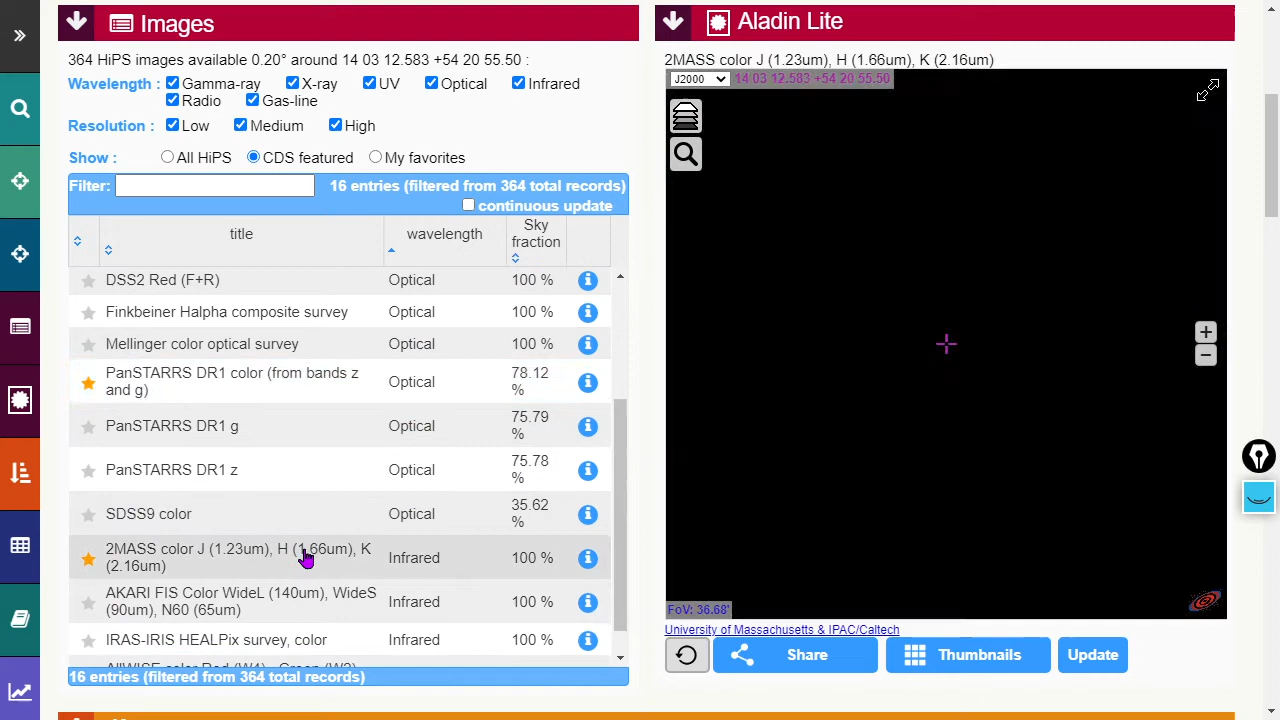 Images
364 HiPS images available 0.20° around 14 03 12.583 +54 20 55.50 :
Wavelength : Gamma-ray X-ray UV Optical Infrared
Radio Gas-line
Resolution : Low Medium High
Show : All HiPS CDS featured My favorites
Filter: 16 entries (filtered from 364 total records)
continuous update
title wavelength Sky
fraction
DSS2 Red (F+R) Optical 100 %
Finkbeiner Halpha composite survey Optical 100 %
Mellinger color optical survey Optical 100 %
PanSTARRS DR1 color (from bands z
and g) Optical 78.12
%
PanSTARRS DR1 g Optical 75.79
%
PanSTARRS DR1 z Optical 75.78
%
SDSS9 color Optical 35.62
%
2MASS color J (1.23um), H (1.66um), K
(2.16um) Infrared 100 %
AKARI FIS Color WideL (140um), WideS
(90um), N60 (65um) Infrared 100 %
IRAS-IRIS HEALPix survey, color Infrared 100 %
16 entries (filtered from 364 total records)
Aladin Lite
2MASS color J (1.23um), H (1.66um), K (2.16um)
J2000 14 03 12.583 +54 20 55.50
+
−
FoV: 36.68'
University of Massachusetts & IPAC/Caltech
Share Thumbnails Update